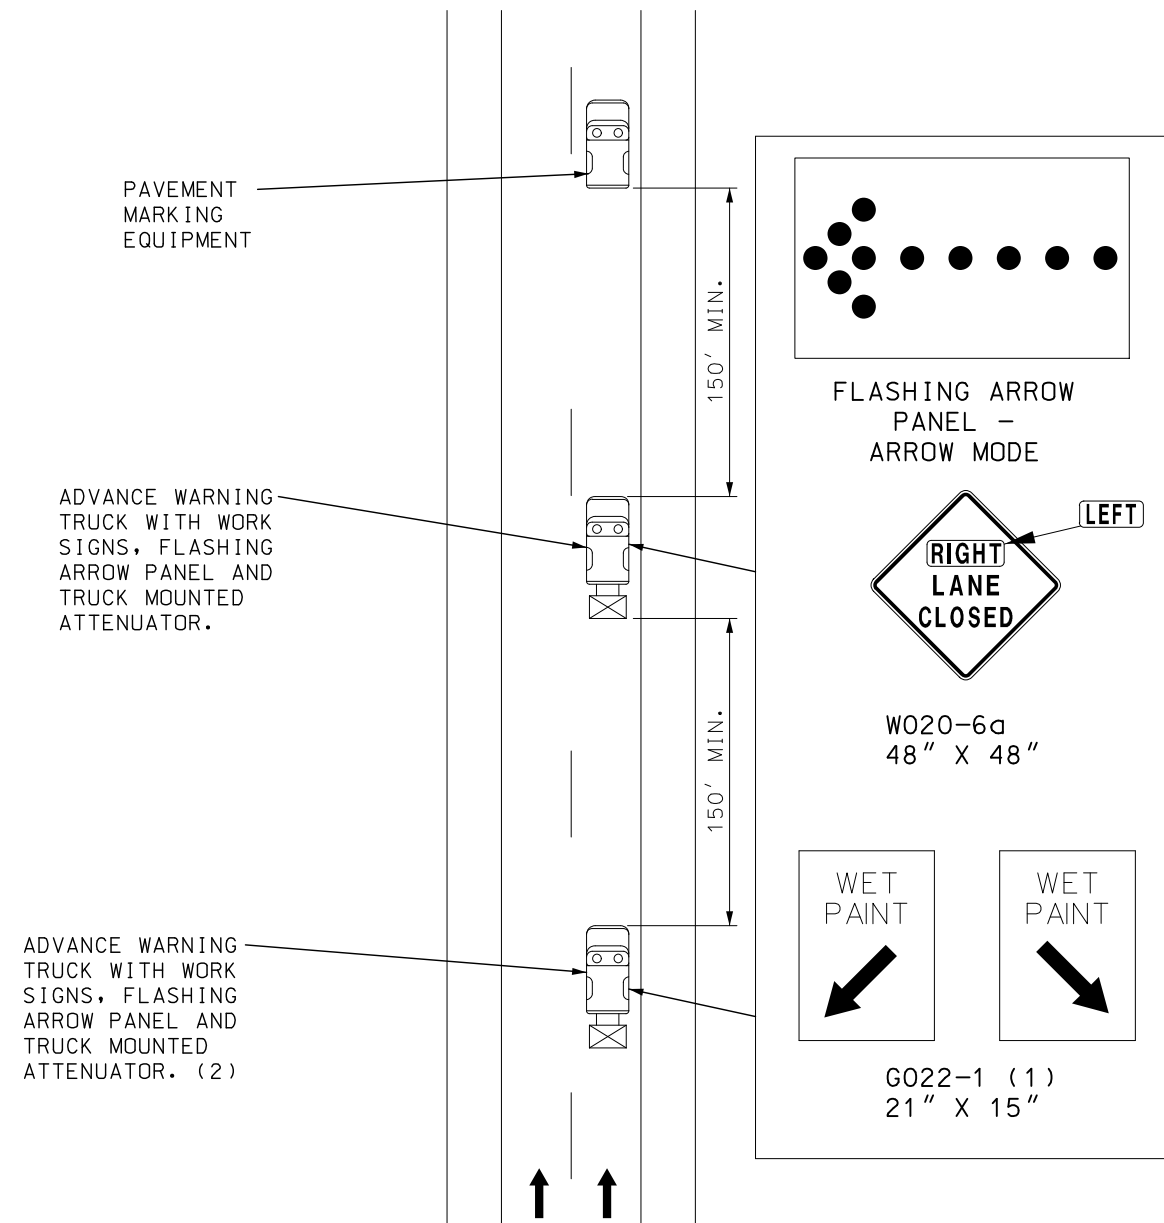 PAVEMENT
MARKING
EQUIPMENT
150' MIN.
ADVANCE WARNING
TRUCK WITH WORK
SIGNS, FLASHING
ARROW PANEL AND
TRUCK MOUNTED
ATTENUATOR.
150' MIN.
ADVANCE WARNING
TRUCK WITH WORK
SIGNS, FLASHING
ARROW PANEL AND
TRUCK MOUNTED
ATTENUATOR. (2)
FLASHING ARROW
PANEL -
ARROW MODE
LEFT
RIGHT
LANE
CLOSED
WO20-6a
48" X 48"
WET
PAINT
WET
PAINT
GO22-1 (1)
21" X 15"